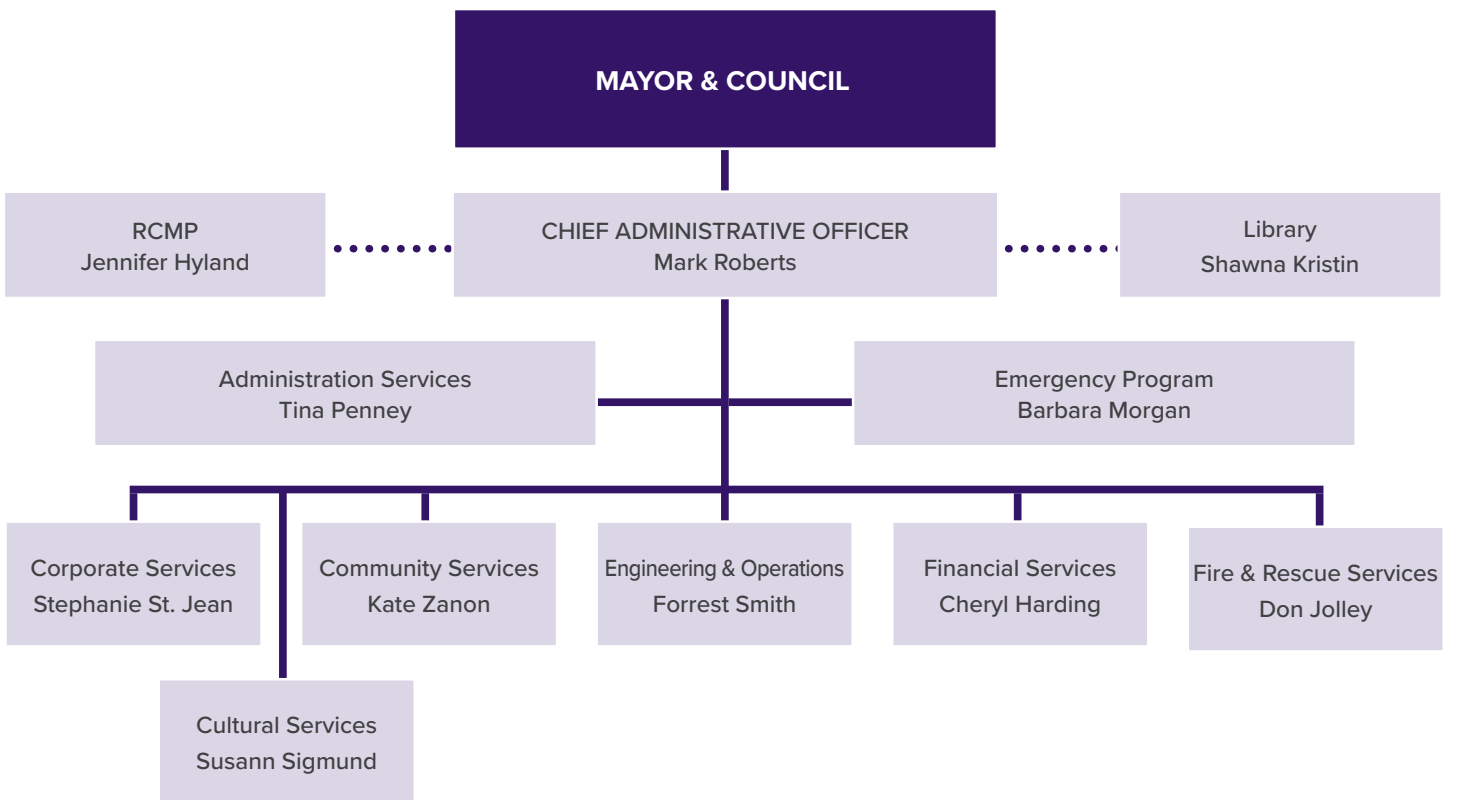 MAYOR & COUNCIL
RCMP
Jennifer Hyland
CHIEF ADMINISTRATIVE OFFICER
Mark Roberts
Library
Shawna Kristin
Administration Services
Tina Penney
Emergency Program
Barbara Morgan
Corporate Services
Stephanie St. Jean
Community Services
Kate Zanon
Engineering & Operations
Forrest Smith
Financial Services
Cheryl Harding
Fire & Rescue Services
Don Jolley
Cultural Services
Susann Sigmund